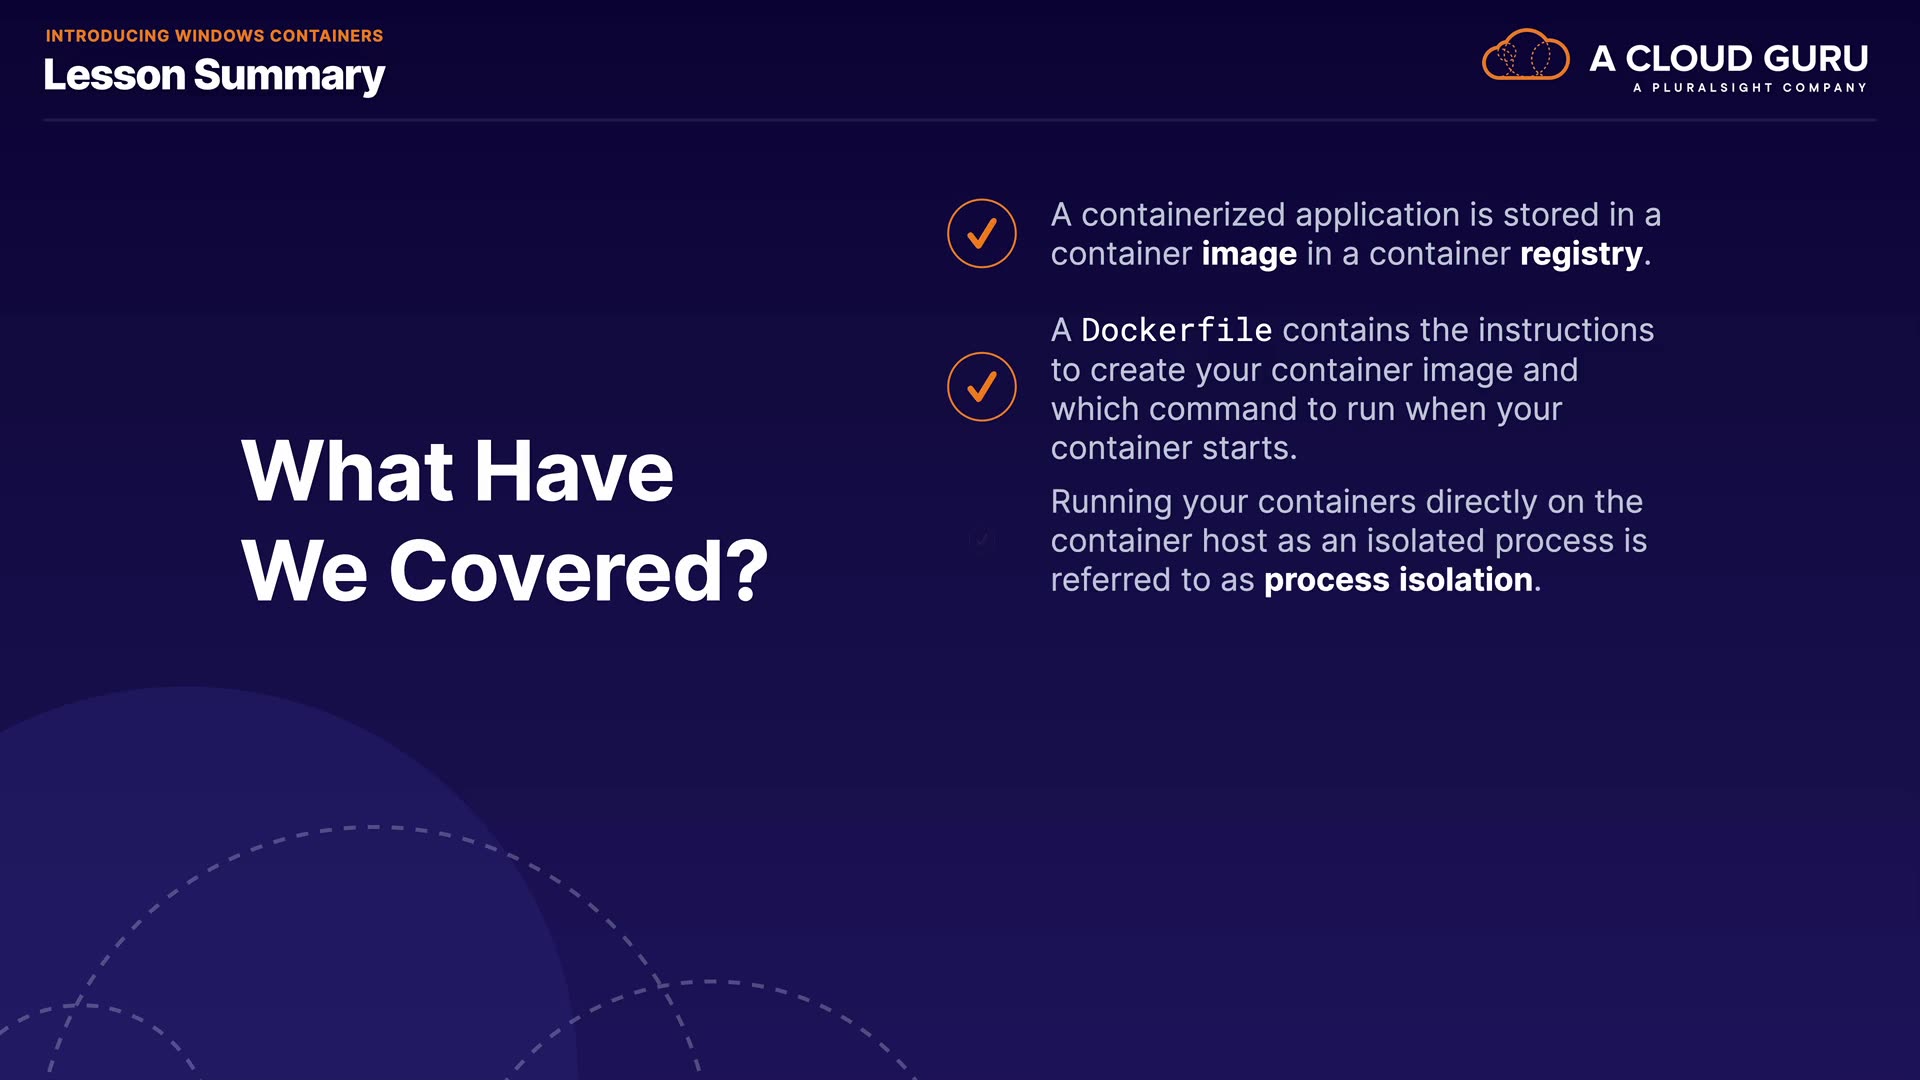 INTRODUCING WINDOWS CONTAINERS
Lesson Summary
A CLOUD GURU
A PLURALSIGHT COMPANY
What Have
We Covered?
A containerized application is stored in a
container image in a container registry.
A Dockerfile contains the instructions
to create your container image and
which command to run when your
container starts.
Running your containers directly on the
container host as an isolated process is
referred to as process isolation.